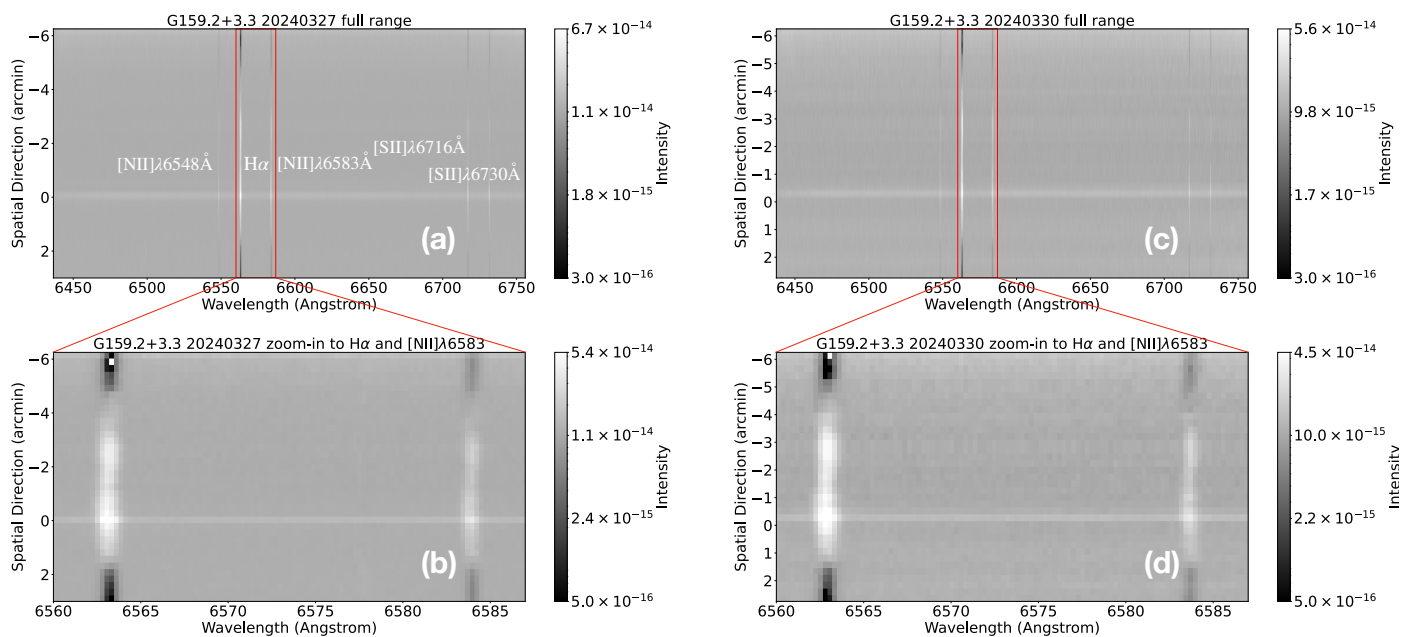 G159.2+3.3 20240327 full range
−6
−4
−2
0
2
Spatial Direction (arcmin)
[NII]λ6548Å
Hα
[NII]λ6583Å
[SII]λ6716Å
[SII]λ6730Å
(a)
6450 6500 6550 6600 6650 6700 6750
Wavelength (Angstrom)
6.7 × 10⁻¹⁴
1.1 × 10⁻¹⁴
1.8 × 10⁻¹⁵
3.0 × 10⁻¹⁶
Intensity
G159.2+3.3 20240330 full range
−6
−5
−4
−3
−2
−1
0
1
2
Spatial Direction (arcmin)
(c)
6450 6500 6550 6600 6650 6700 6750
Wavelength (Angstrom)
5.6 × 10⁻¹⁴
9.8 × 10⁻¹⁵
1.7 × 10⁻¹⁵
3.0 × 10⁻¹⁶
Intensity
G159.2+3.3 20240327 zoom-in to Hα and [NII]λ6583
−6
−4
−2
0
2
Spatial Direction (arcmin)
(b)
6560 6565 6570 6575 6580 6585
Wavelength (Angstrom)
5.4 × 10⁻¹⁴
1.1 × 10⁻¹⁴
2.4 × 10⁻¹⁵
5.0 × 10⁻¹⁶
Intensity
G159.2+3.3 20240330 zoom-in to Hα and [NII]λ6583
−6
−5
−4
−3
−2
−1
0
1
2
Spatial Direction (arcmin)
(d)
6560 6565 6570 6575 6580 6585
Wavelength (Angstrom)
4.5 × 10⁻¹⁴
10.0 × 10⁻¹⁵
2.2 × 10⁻¹⁵
5.0 × 10⁻¹⁶
Intensity